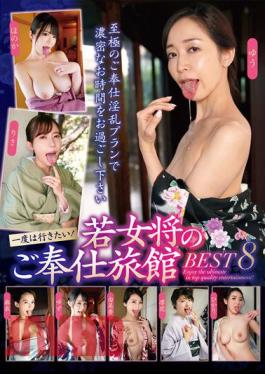 至極のご奉仕淫乱プランで
濃密なお時間をお過ごし下さい
ほのか
ゆう
りさ
一度は行きたい!
若女将の
ご奉仕旅館
BEST8
Enjoy the ultimate
in top quality entertainment!